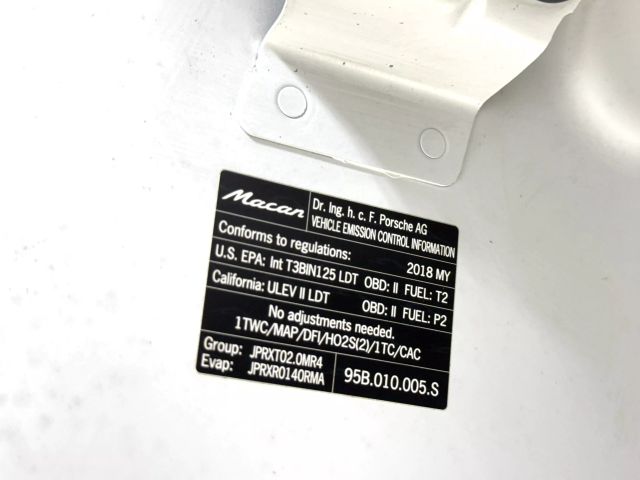 Macan
Dr. Ing. h. c. F. Porsche AG
VEHICLE EMISSION CONTROL INFORMATION
Conforms to regulations: 2018 MY
U.S. EPA: Int T3BIN125 LDT OBD: II FUEL: T2
California: ULEV II LDT OBD: II FUEL: P2
No adjustments needed.
1TWC/MAP/DFI/HO2S(2)/1TC/CAC
Group: JPRXT02.0MR4
Evap: JPRXR0140RMA
95B.010.005.S